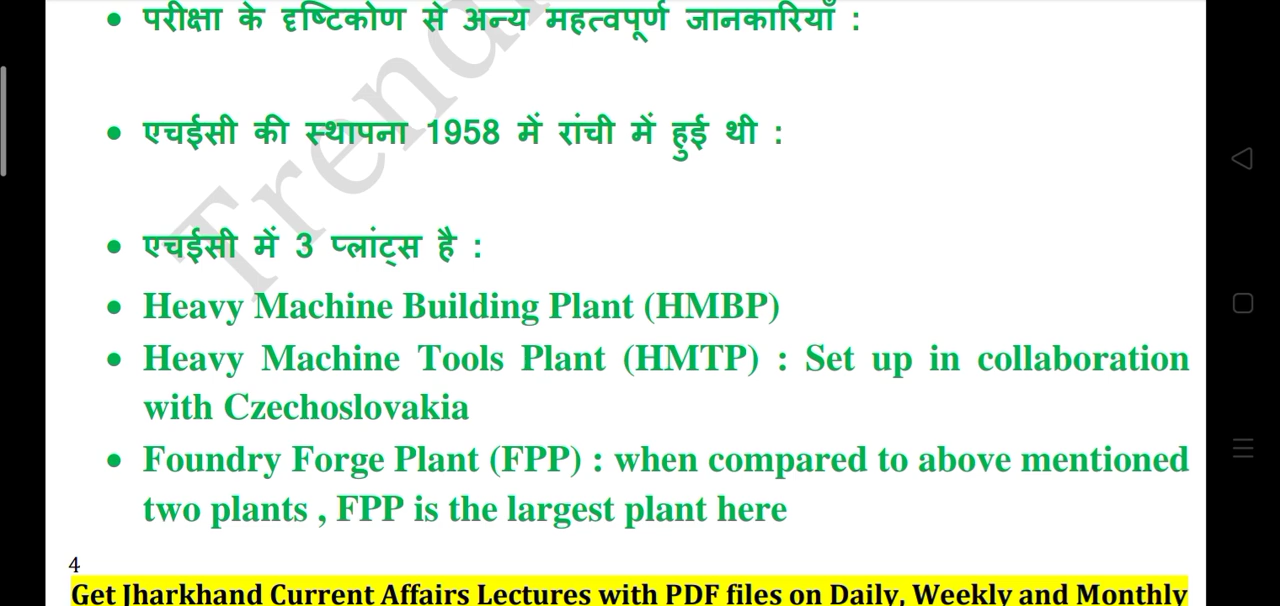 • परीक्षा के दृष्टिकोण से अन्य महत्वपूर्ण जानकारियाँ :
• एचईसी की स्थापना 1958 में रांची में हुई थी :
• एचईसी में 3 प्लांट्स है :
• Heavy Machine Building Plant (HMBP)
• Heavy Machine Tools Plant (HMTP) : Set up in collaboration
with Czechoslovakia
• Foundry Forge Plant (FPP) : when compared to above mentioned
two plants , FPP is the largest plant here
4
Get Jharkhand Current Affairs Lectures with PDF files on Daily, Weekly and Monthly